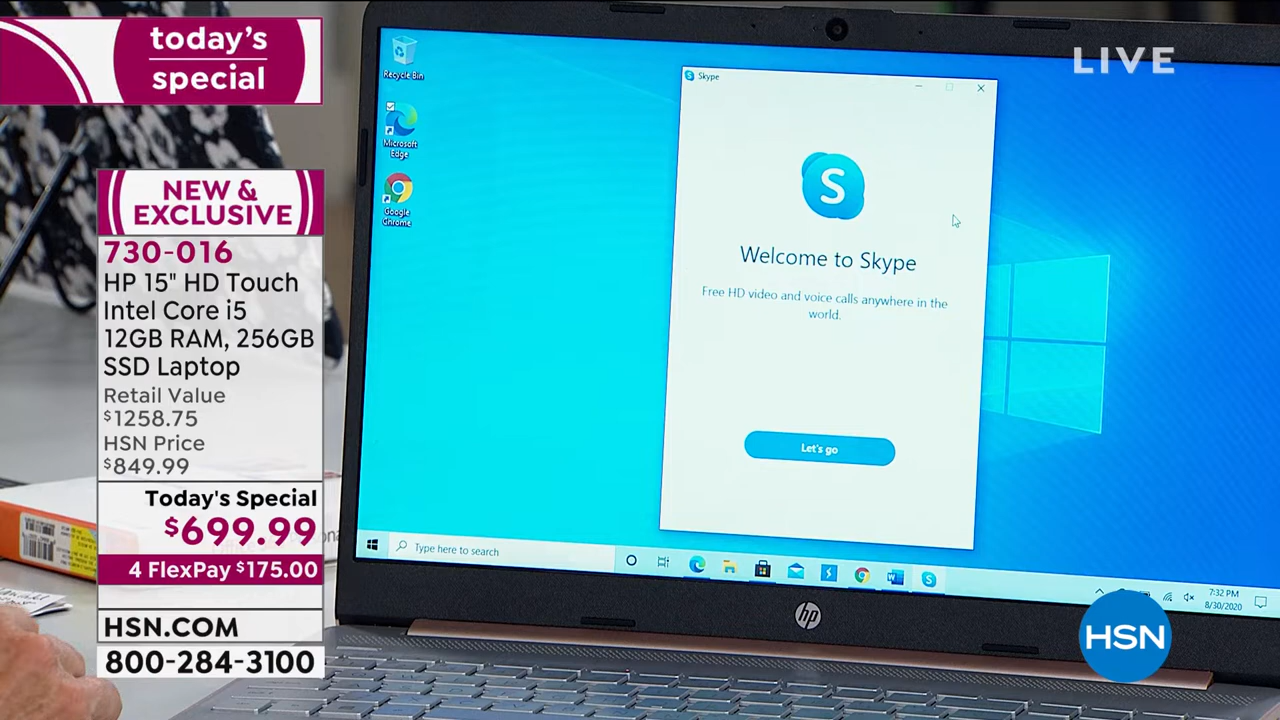 today's
special
LIVE
NEW &
EXCLUSIVE
730-016
HP 15" HD Touch
Intel Core i5
12GB RAM, 256GB
SSD Laptop
Retail Value
$1258.75
HSN Price
$849.99
Today's Special
$699.99
4 FlexPay $175.00
HSN.COM
800-284-3100
Recycle Bin
Microsoft
Edge
Google
Chrome
Skype
S
Welcome to Skype
Free HD video and voice calls anywhere in the
world.
Let's go
Type here to search
7:32 PM
8/30/2020
hp
HSN